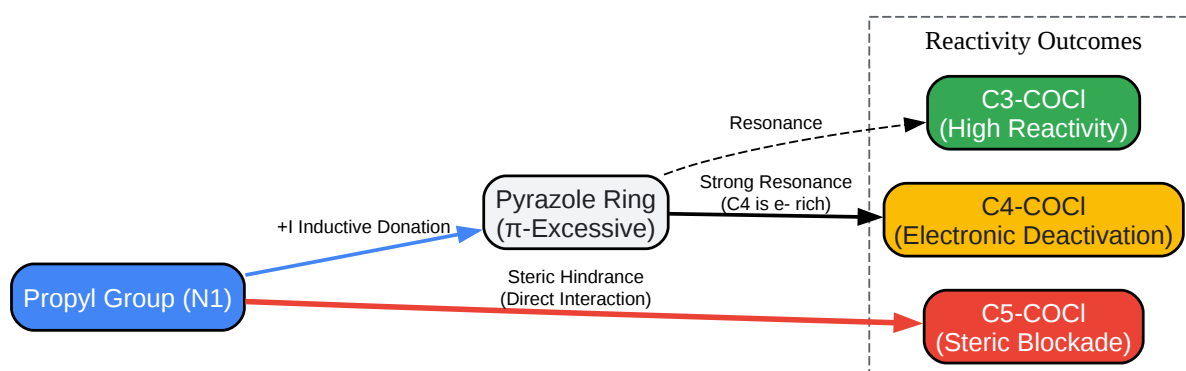 Reactivity Outcomes
C3-COCl
(High Reactivity)
Resonance
Strong Resonance
(C4 is e- rich)
Pyrazole Ring
(π-Excessive)
C4-COCl
(Electronic Deactivation)
+I Inductive Donation
Steric Hindrance
(Direct Interaction)
Propyl Group (N1)
C5-COCl
(Steric Blockade)